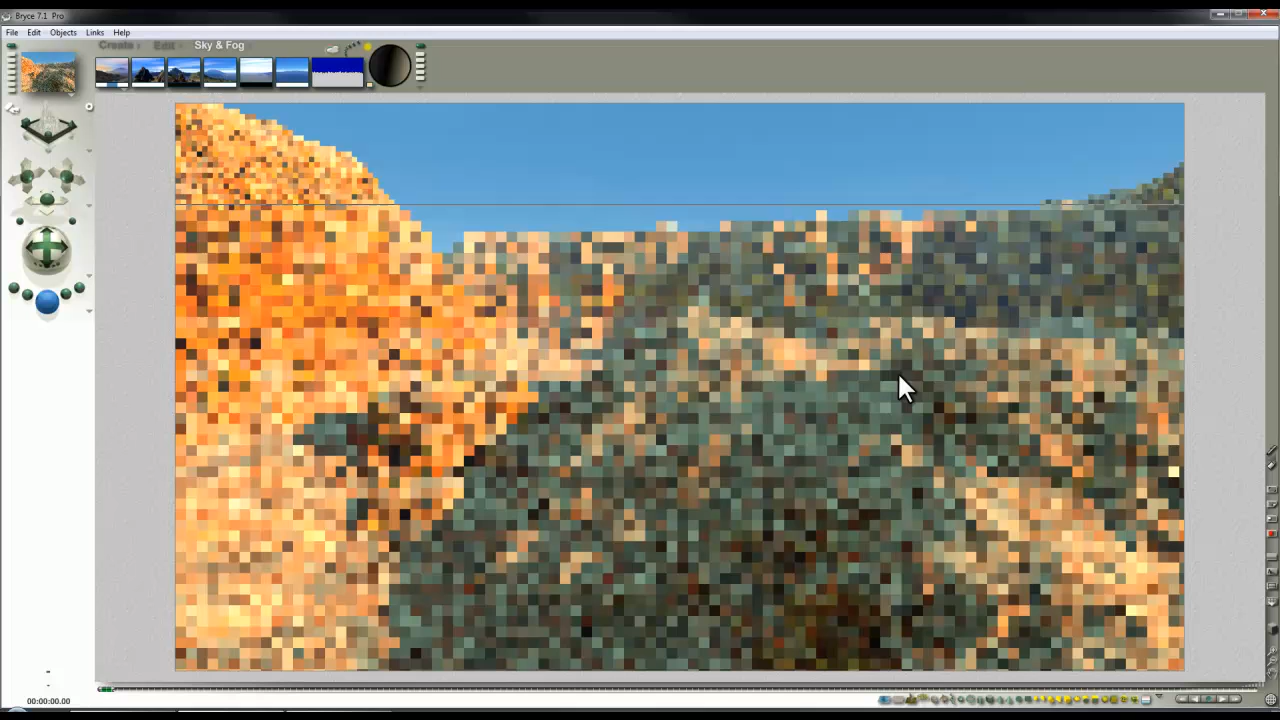 Bryce 7.1 Pro
File Edit Objects Links Help
Create Edit Sky & Fog
00:00:00.00